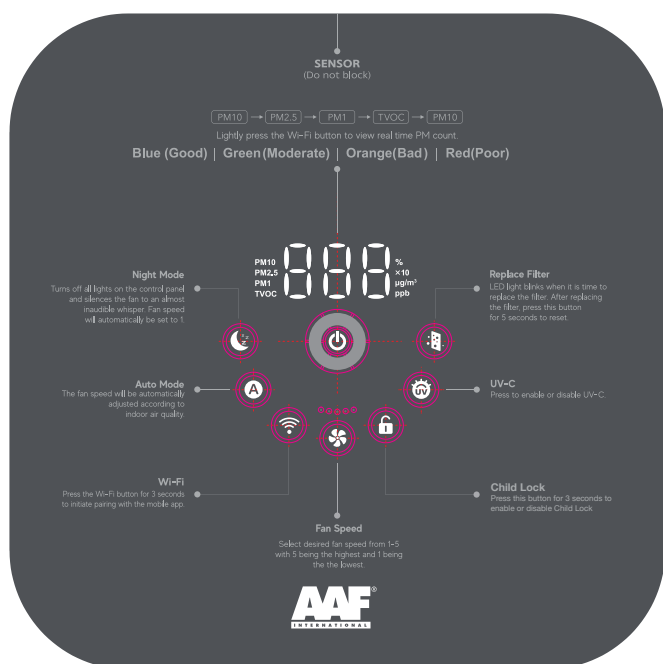 SENSOR
(Do not block)
PM10 → PM2.5 → PM1 → TVOC → PM10
Lightly press the Wi-Fi button to view real time PM count.
Blue (Good) | Green(Moderate) | Orange(Bad) | Red(Poor)
PM10
PM2.5
PM1
TVOC
888
%
×10
µg/m³
ppb
Night Mode
Turns off all lights on the control panel
and silences the fan to an almost
inaudible whisper. Fan speed
will automatically be set to 1.
Replace Filter
LED light blinks when it is time to
replace the filter. After replacing
the filter, press this button
for 5 seconds to reset.
Auto Mode
The fan speed will be automatically
adjusted according to
indoor air quality.
A
UV
UV-C
Press to enable or disable UV-C.
Wi-Fi
Press the Wi-Fi button for 3 seconds
to initiate pairing with the mobile app.
Child Lock
Press this button for 3 seconds to
enable or disable Child Lock
Fan Speed
Select desired fan speed from 1-5
with 5 being the highest and 1 being
the the lowest.
AAF®
INTERNATIONAL